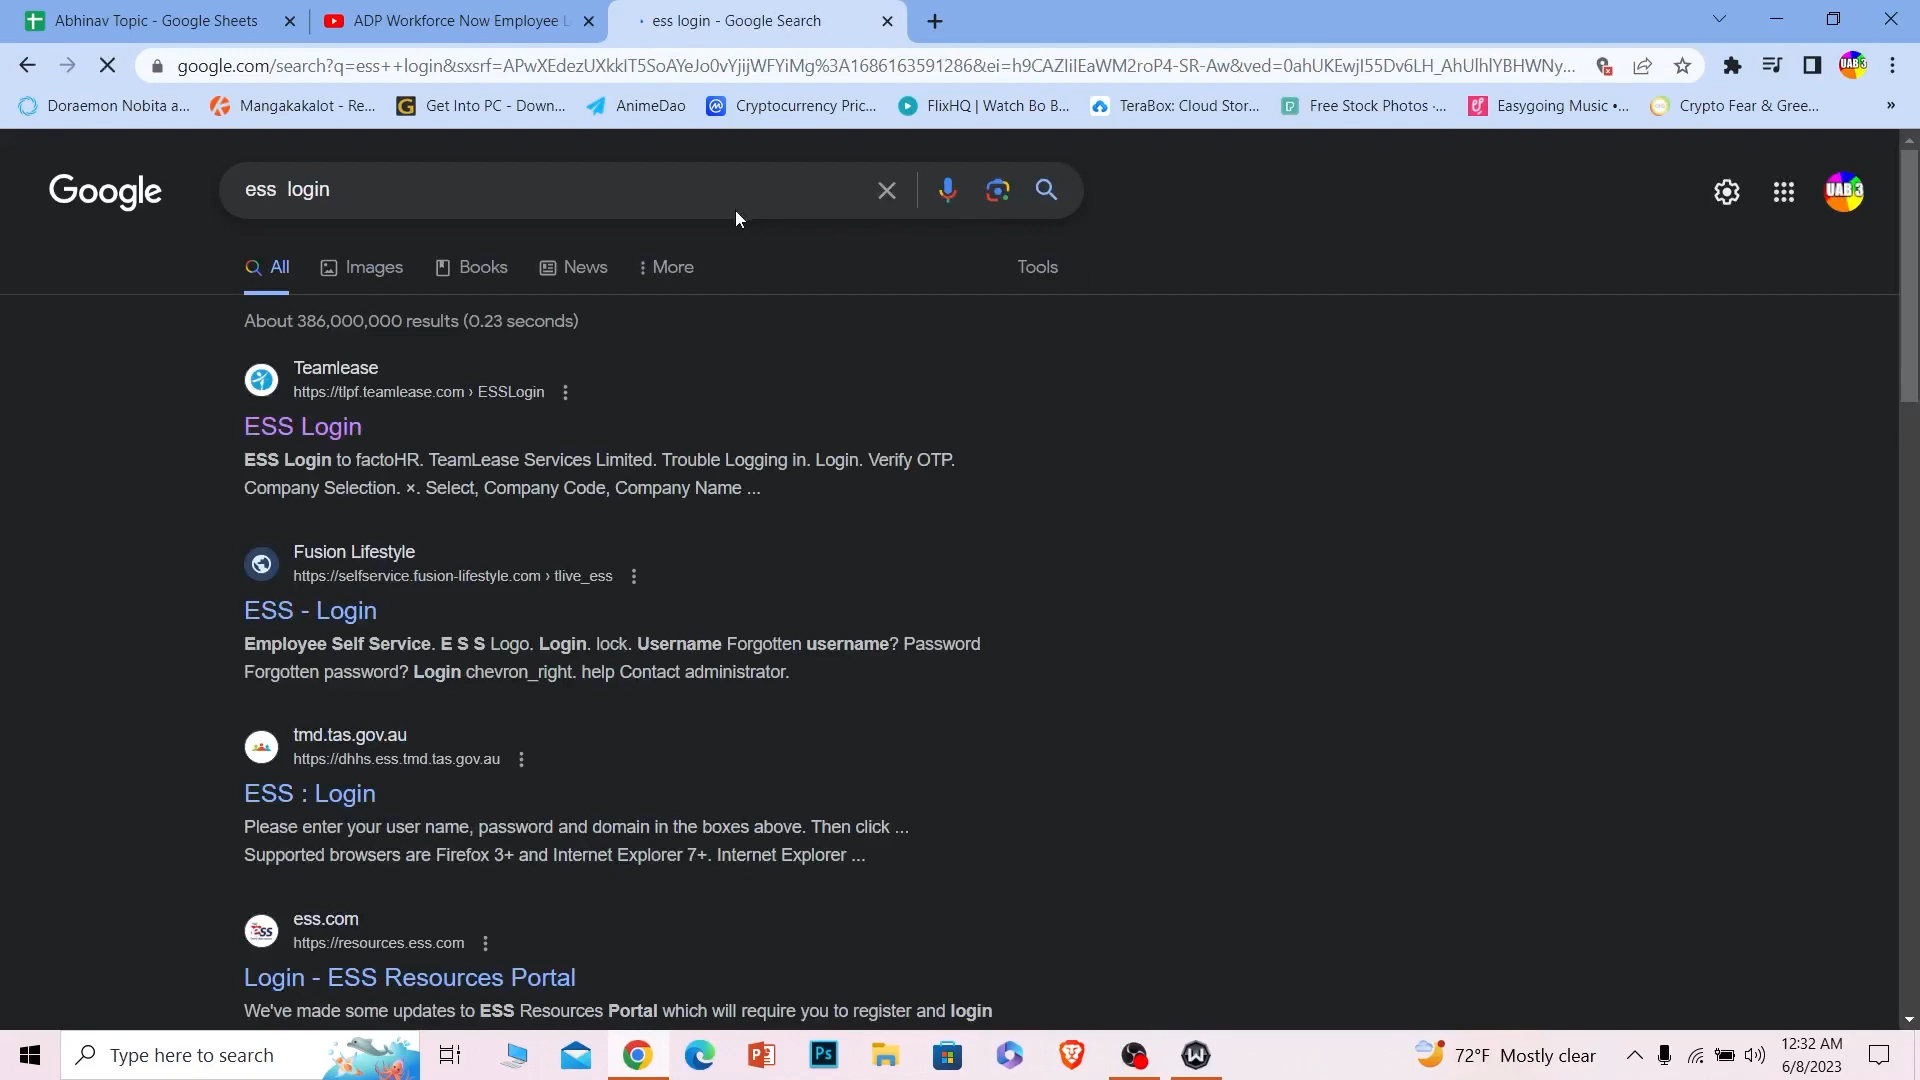 Abhinav Topic - Google Sheets
ADP Workforce Now Employee L
ess login - Google Search
google.com/search?q=ess++login&sxsrf=APwXEdezUXkkIT5SoAYeJo0vYjijWFYiMg%3A1686163591286&ei=h9CAZIiIEaWM2roP4-SR-Aw&ved=0ahUKEwjI55Dv6LH_AhUlhlYBHWNy...
UAB 3
Doraemon Nobita a...
Mangakakalot - Re...
Get Into PC - Down...
AnimeDao
Cryptocurrency Pric...
FlixHQ | Watch Bo B...
TeraBox: Cloud Stor...
Free Stock Photos ·...
Easygoing Music •...
Crypto Fear & Gree...
»
Google
ess  login
UAB 3
All
Images
Books
News
More
Tools
About 386,000,000 results (0.23 seconds)
Teamlease
https://tlpf.teamlease.com › ESSLogin
ESS Login
ESS Login to factoHR. TeamLease Services Limited. Trouble Logging in. Login. Verify OTP.
Company Selection. ×. Select, Company Code, Company Name ...
Fusion Lifestyle
https://selfservice.fusion-lifestyle.com › tlive_ess
ESS - Login
Employee Self Service. E S S Logo. Login. lock. Username Forgotten username? Password
Forgotten password? Login chevron_right. help Contact administrator.
tmd.tas.gov.au
https://dhhs.ess.tmd.tas.gov.au
ESS : Login
Please enter your user name, password and domain in the boxes above. Then click ...
Supported browsers are Firefox 3+ and Internet Explorer 7+. Internet Explorer ...
ess.com
ESS
https://resources.ess.com
Login - ESS Resources Portal
We've made some updates to ESS Resources Portal which will require you to register and login
Type here to search
Ps
72°F Mostly clear
12:32 AM
6/8/2023